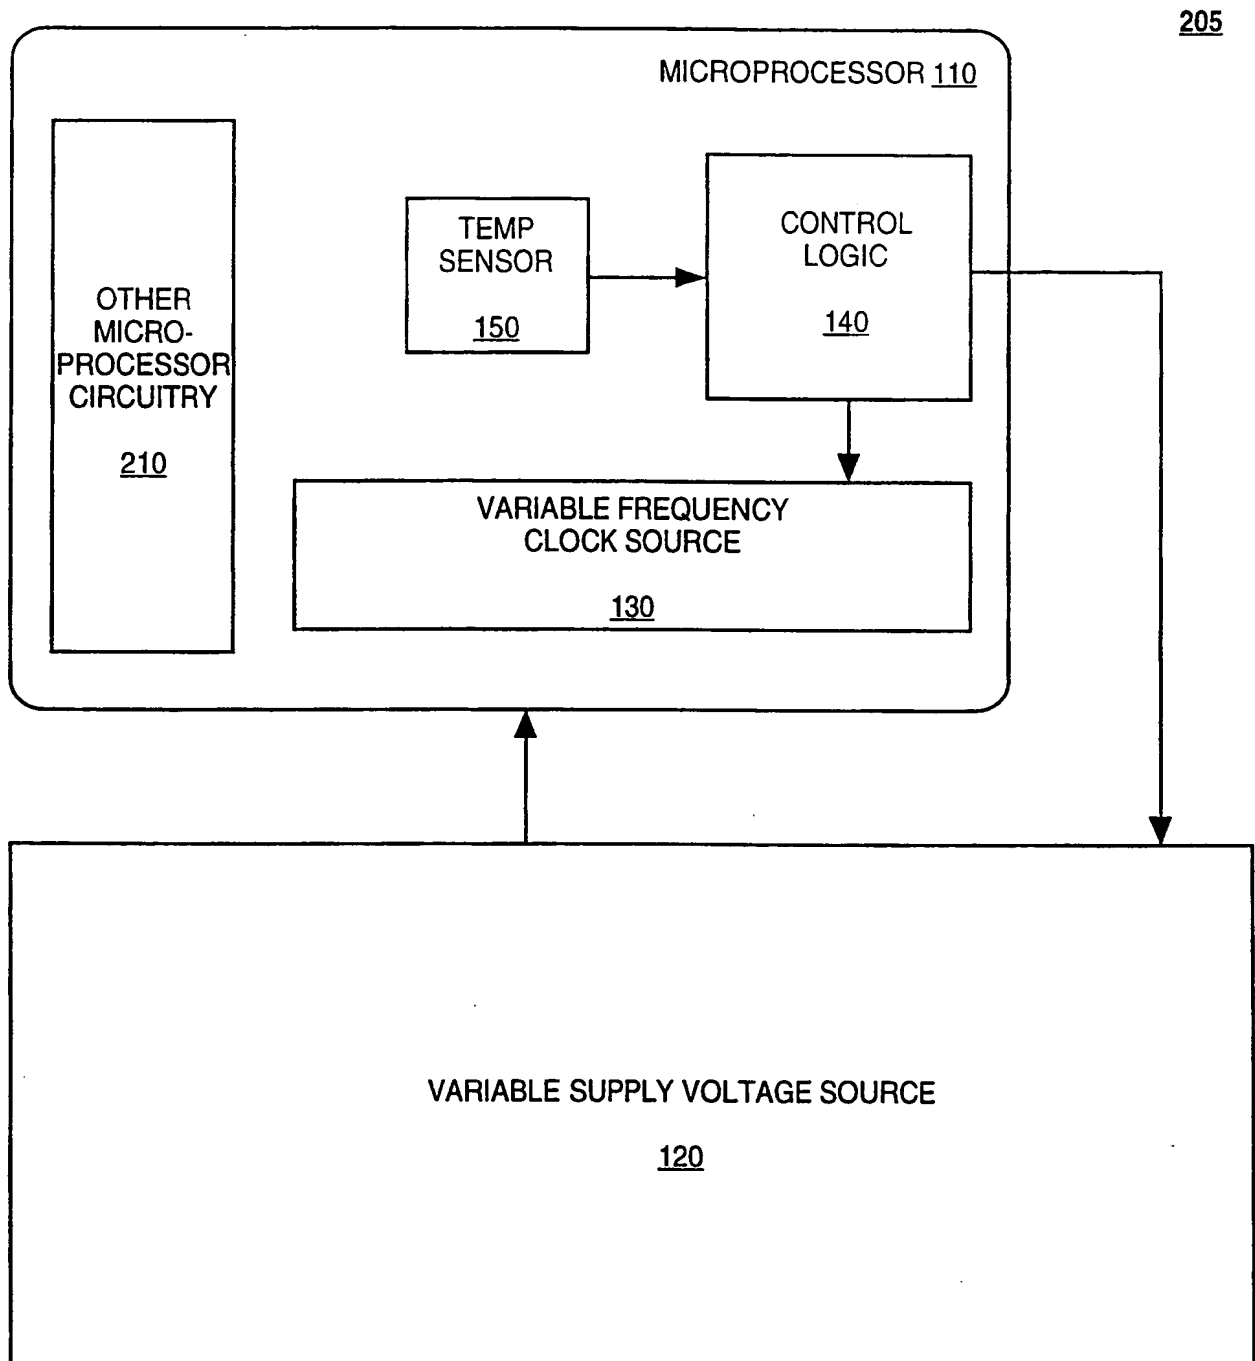 205
MICROPROCESSOR 110
TEMP
SENSOR
150
CONTROL
LOGIC
140
OTHER
MICRO-
PROCESSOR
CIRCUITRY
210
VARIABLE FREQUENCY
CLOCK SOURCE
130
VARIABLE SUPPLY VOLTAGE SOURCE
120